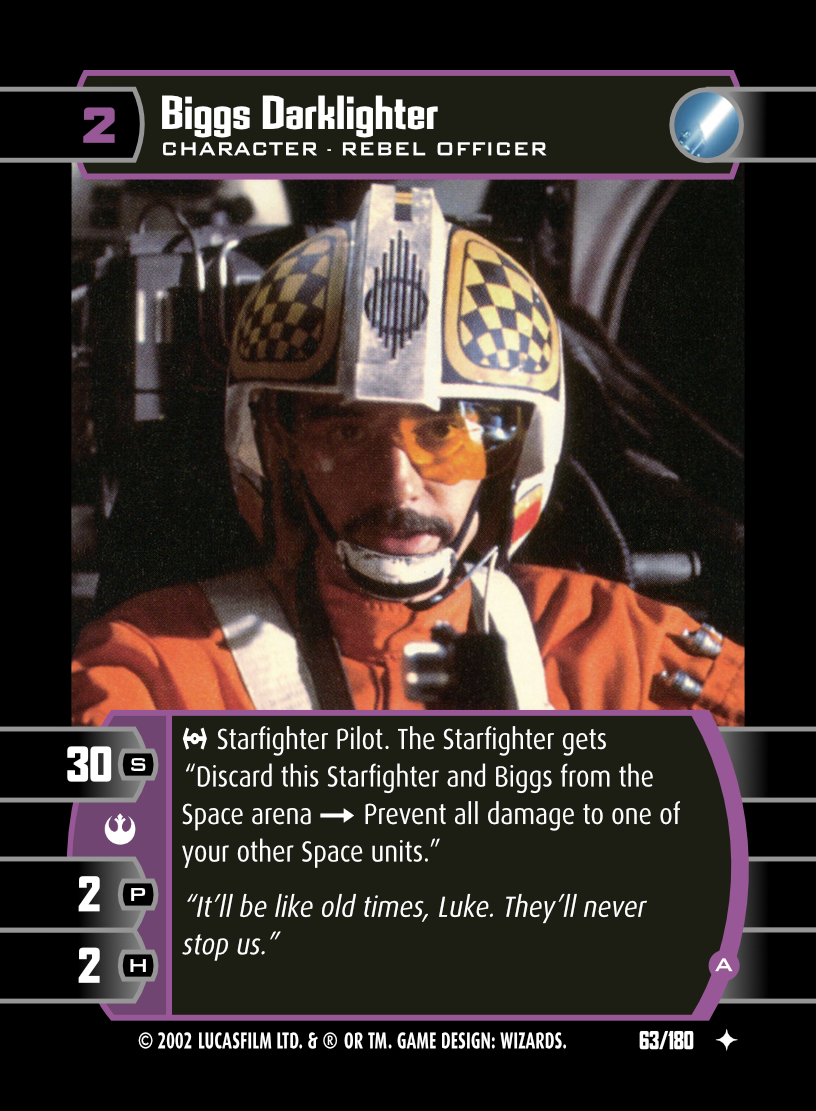 2
Biggs Darklighter
CHARACTER · REBEL OFFICER
30 S
2 P
2 H
Starfighter Pilot. The Starfighter gets
“Discard this Starfighter and Biggs from the
Space arena → Prevent all damage to one of
your other Space units.”
“It’ll be like old times, Luke. They’ll never
stop us.”
A
© 2002 LUCASFILM LTD. & ® OR TM. GAME DESIGN: WIZARDS.
63/180